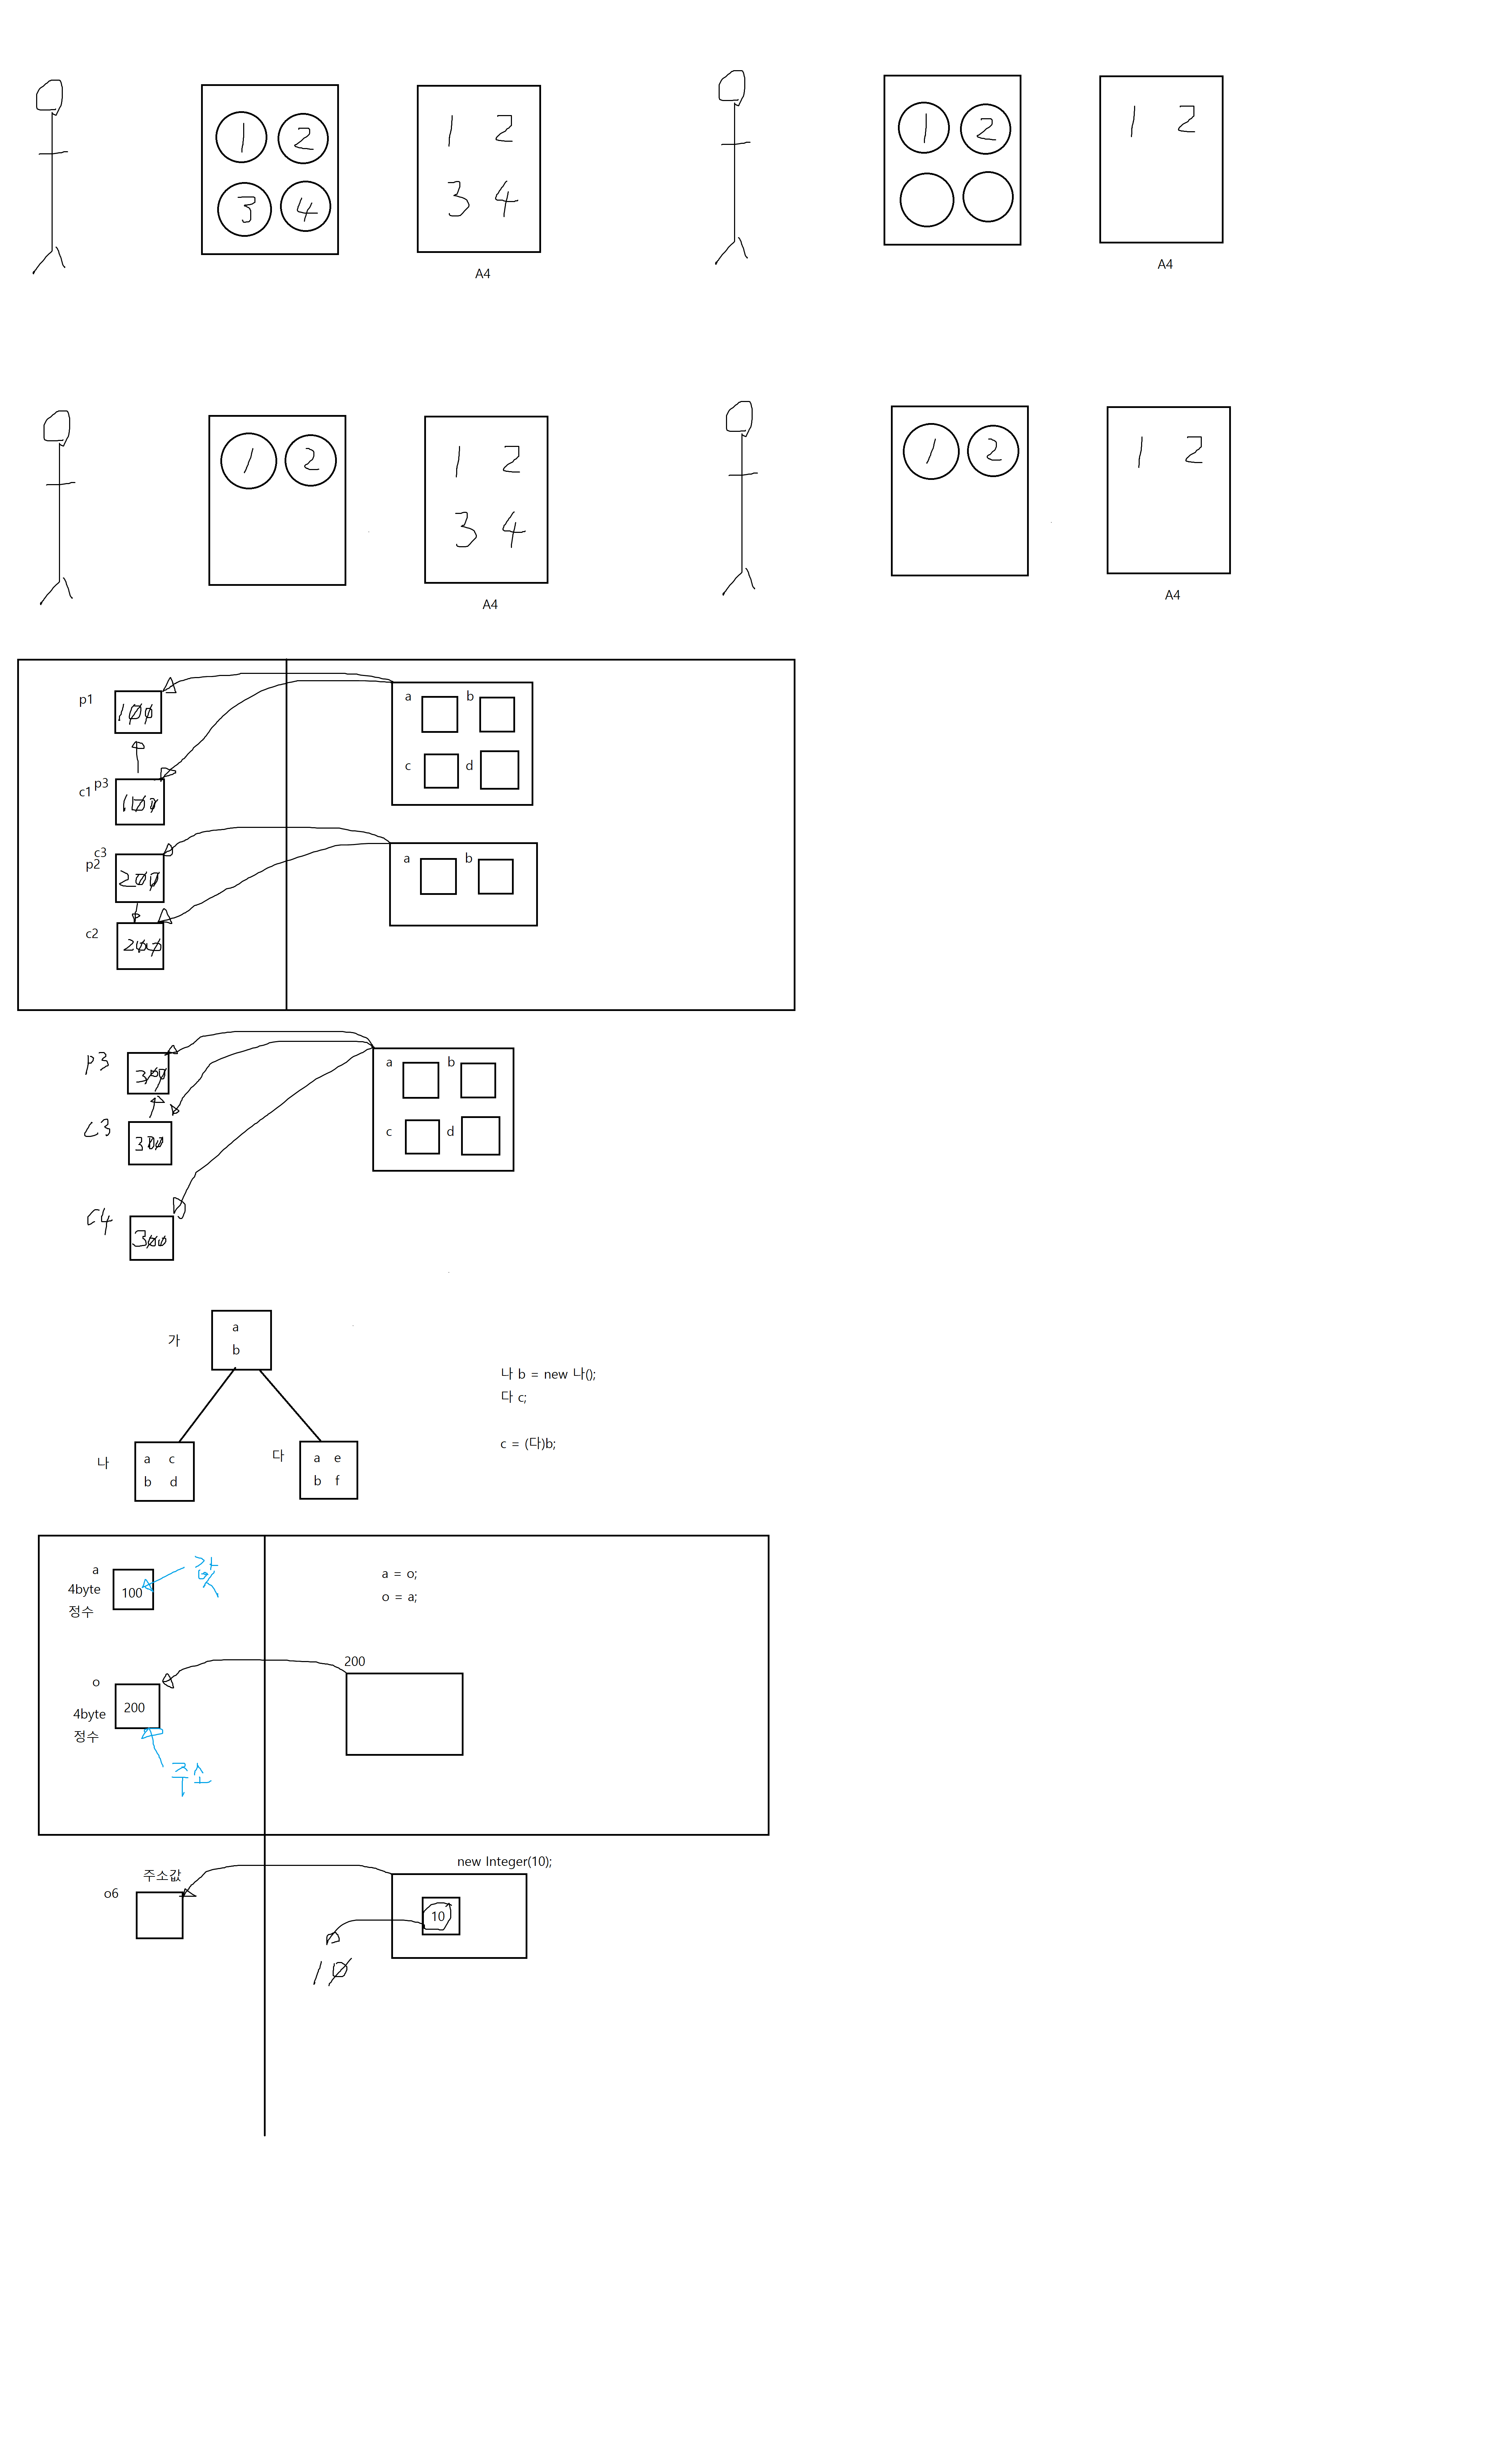 1 2 1 2 1 2 1 2
3 4 3 4
A4 A4
1 2 1 2 1 2 1 2
3 4
A4 A4
p1 100 a b
c d
p3
c1 100
c3
p2 200 a b
c2 200
p3 300 a b
c3 300 c d
c4 300
가 a
b
나 b = new 나();
다 c;
c = (다)b;
나 a c
b d
다 a e
b f
a 100 값
4byte
정수
a = o;
o = a;
200
o 200
4byte
정수
주소
new Integer(10);
주소값
o6
10
10